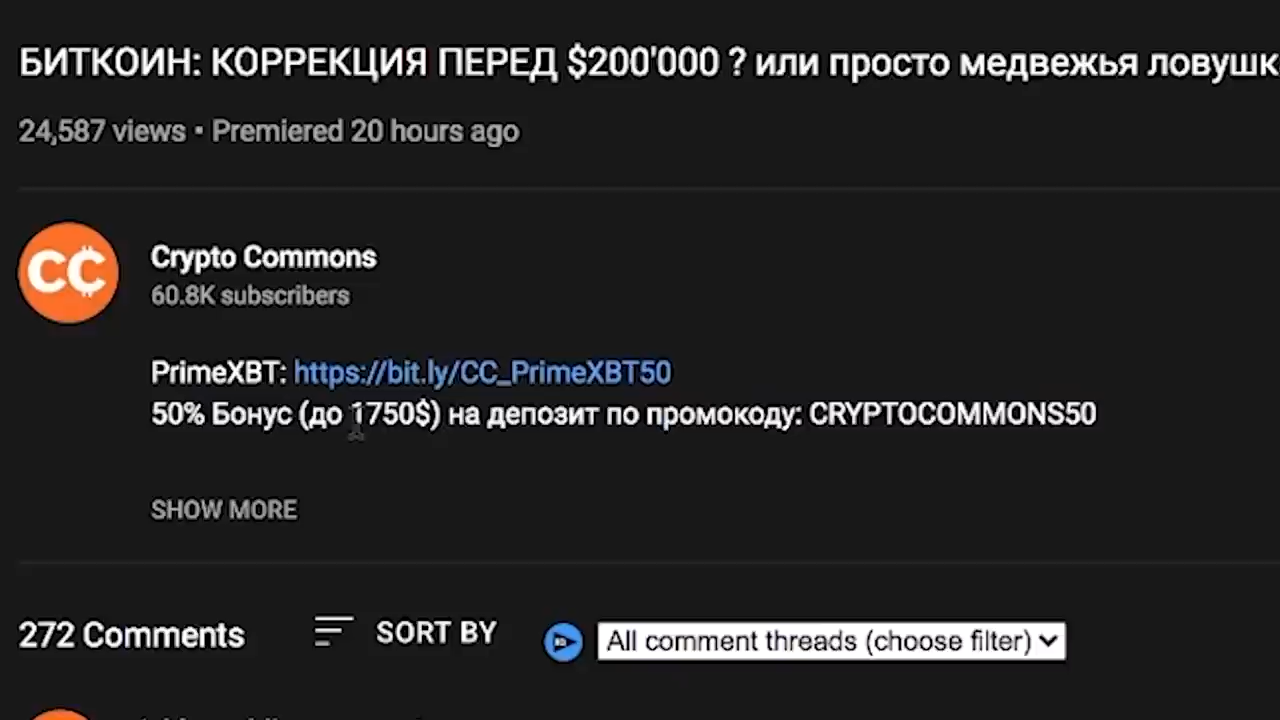 БИТКОИН: КОРРЕКЦИЯ ПЕРЕД $200'000 ? или просто медвежья ловушк
24,587 views • Premiered 20 hours ago
CC
Crypto Commons
60.8K subscribers
PrimeXBT: https://bit.ly/CC_PrimeXBT50
50% Бонус (до 1750$) на депозит по промокоду: CRYPTOCOMMONS50
SHOW MORE
272 Comments
SORT BY
All comment threads (choose filter)